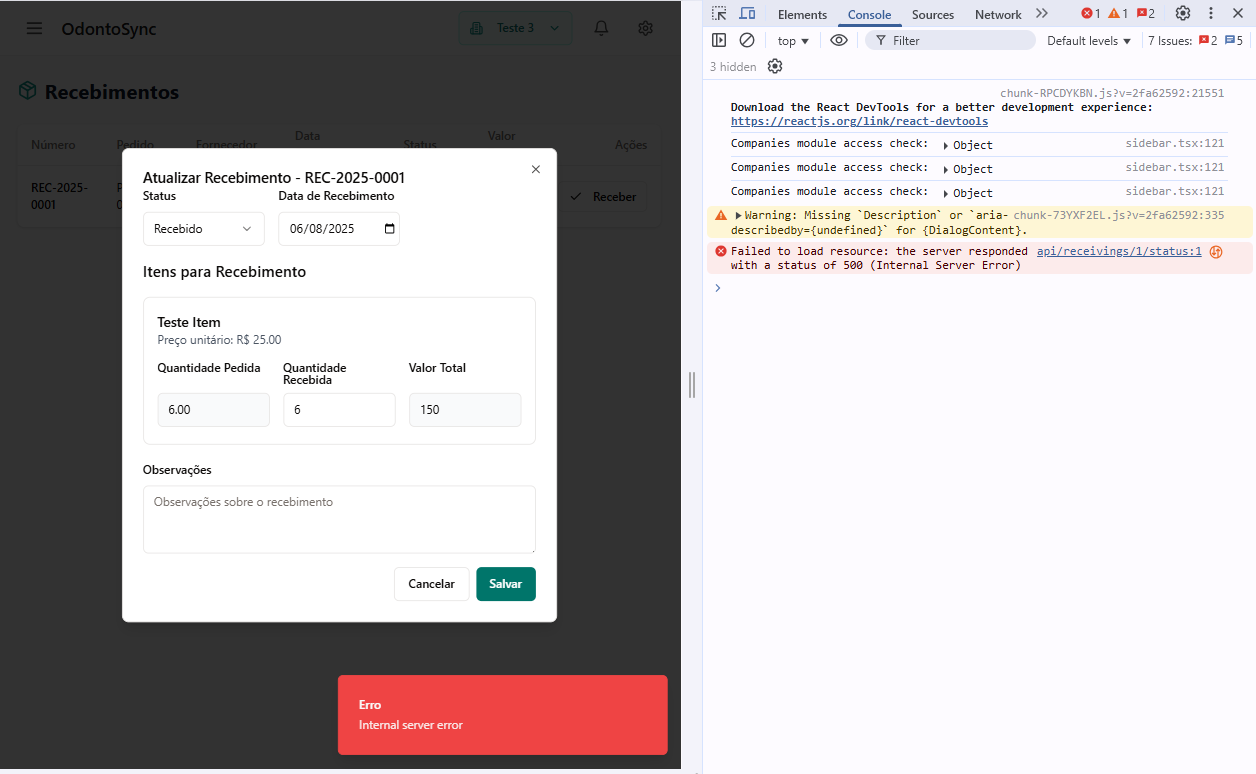 OdontoSync
Teste 3
Recebimentos
Número
Pedido
Fornecedor
Data
Status
Valor
Ações
REC-2025-
0001
Receber
Atualizar Recebimento - REC-2025-0001
Status
Data de Recebimento
Recebido
06/08/2025
Itens para Recebimento
Teste Item
Preço unitário: R$ 25.00
Quantidade Pedida
Quantidade
Recebida
Valor Total
6.00
6
150
Observações
Observações sobre o recebimento
Cancelar
Salvar
Erro
Internal server error
Elements
Console
Sources
Network
1
1
2
top
Filter
Default levels
7 Issues:
2
5
3 hidden
chunk-RPCDYKBN.js?v=2fa62592:21551
Download the React DevTools for a better development experience:
https://reactjs.org/link/react-devtools
Companies module access check: Object sidebar.tsx:121
Companies module access check: Object sidebar.tsx:121
Companies module access check: Object sidebar.tsx:121
Warning: Missing `Description` or `aria- chunk-73YXF2EL.js?v=2fa62592:335
describedby={undefined}` for {DialogContent}.
Failed to load resource: the server responded api/receivings/1/status:1
with a status of 500 (Internal Server Error)